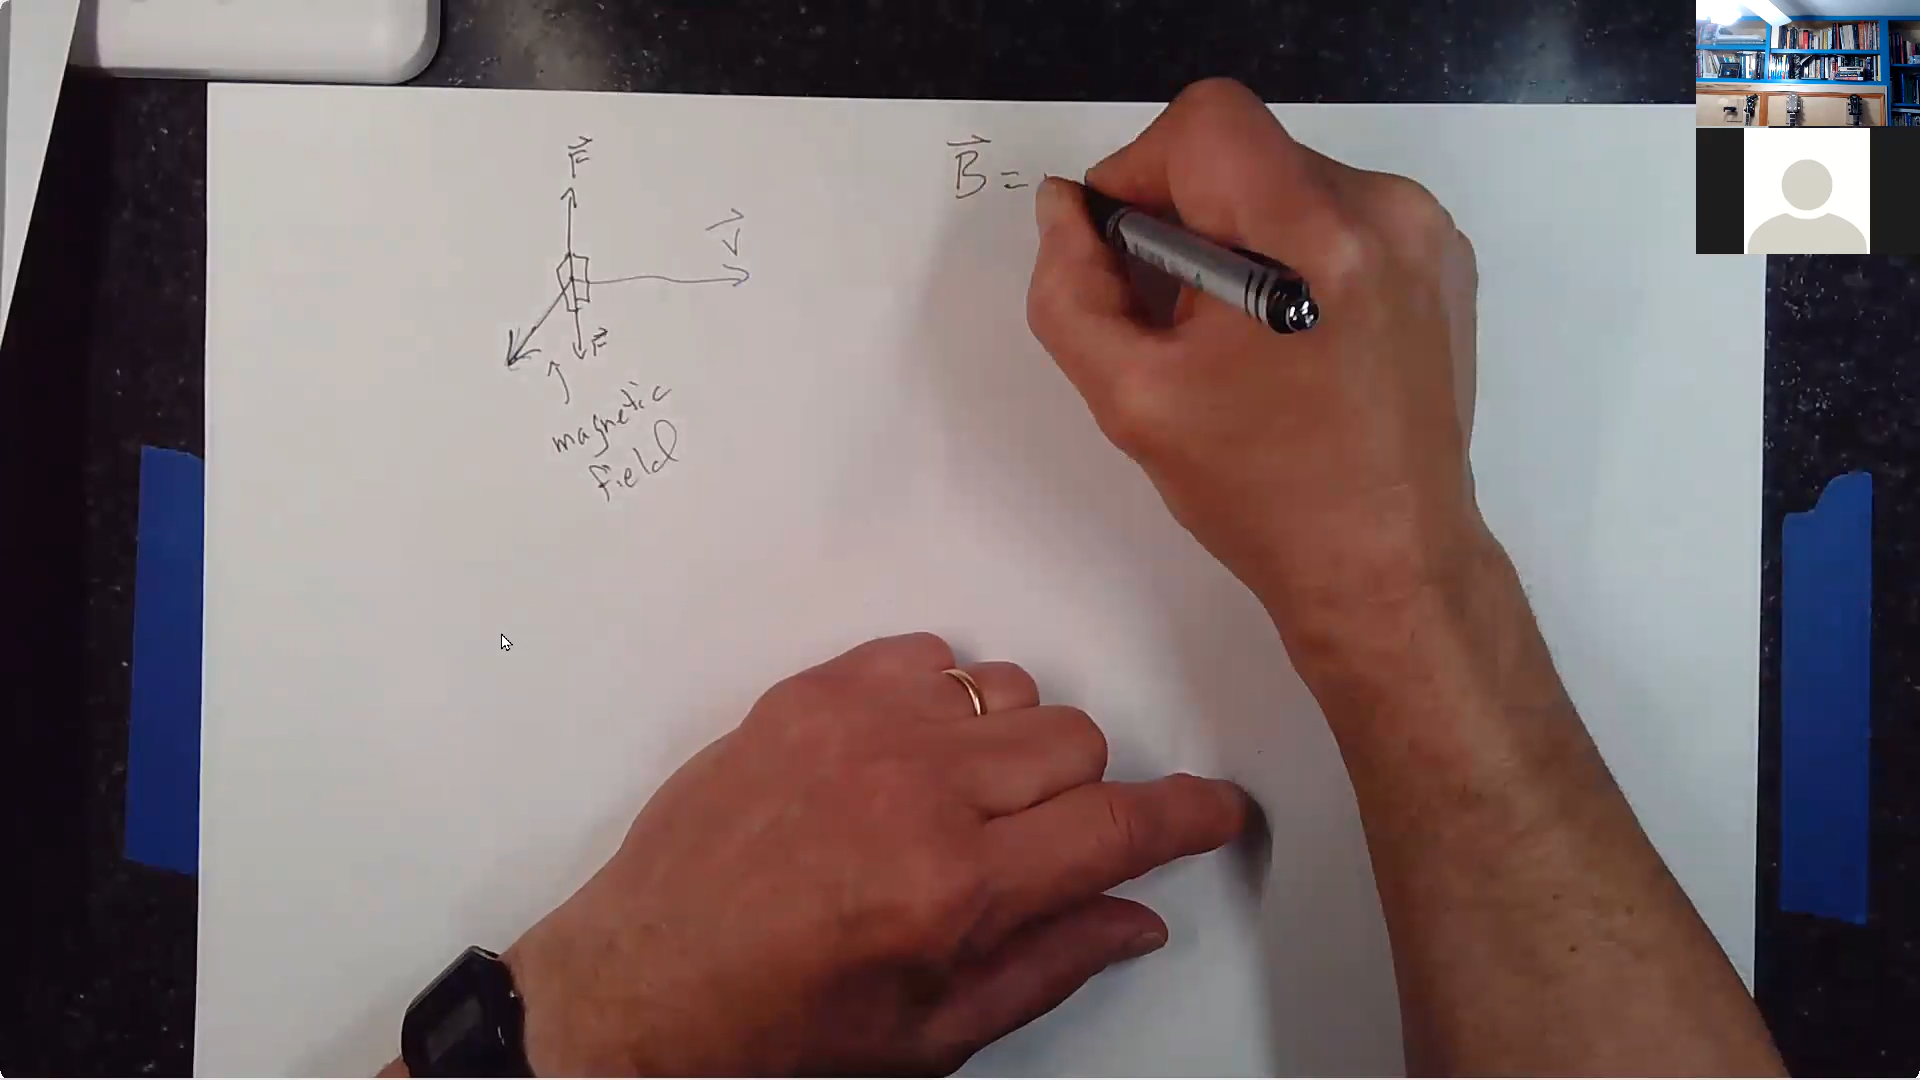 F⃗
V⃗
F⃗
magnetic
field
B⃗ =